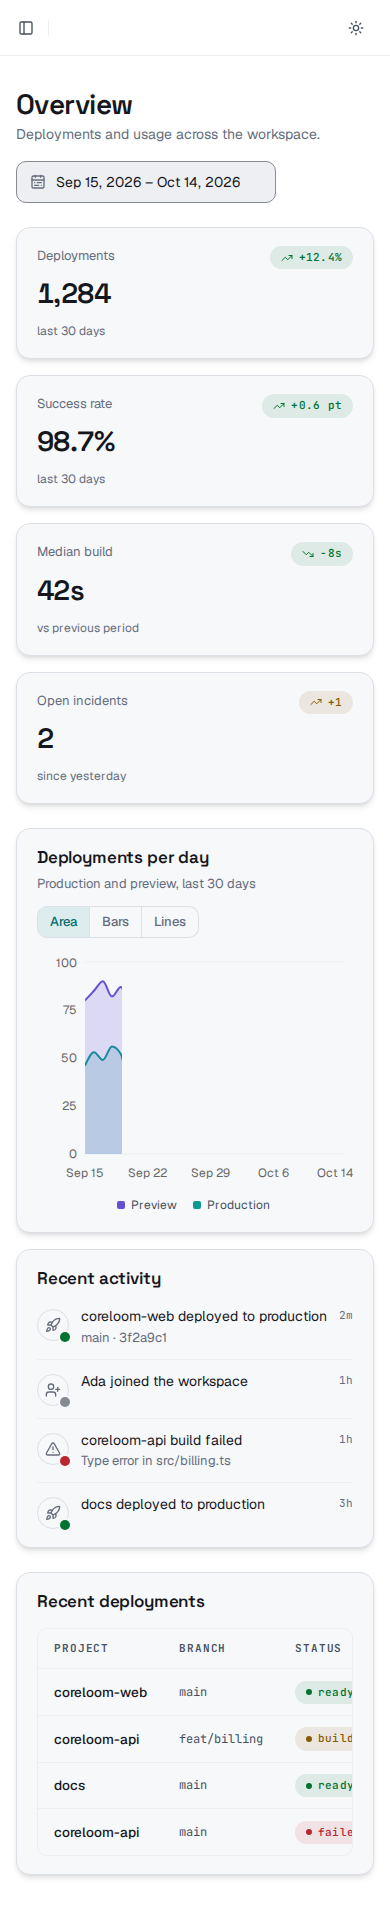 Overview
Deployments and usage across the workspace.
Sep 15, 2026 – Oct 14, 2026
Deployments
+12.4%
1,284
last 30 days
Success rate
+0.6 pt
98.7%
last 30 days
Median build
-8s
42s
vs previous period
Open incidents
+1
2
since yesterday
Deployments per day
Production and preview, last 30 days
Area Bars Lines
100
75
50
25
0
Sep 15 Sep 22 Sep 29 Oct 6 Oct 14
Preview Production
Recent activity
coreloom-web deployed to production 2m
main · 3f2a9c1
Ada joined the workspace 1h
coreloom-api build failed 1h
Type error in src/billing.ts
docs deployed to production 3h
Recent deployments
PROJECT BRANCH STATUS
coreloom-web main ready
coreloom-api feat/billing build
docs main ready
coreloom-api main faile